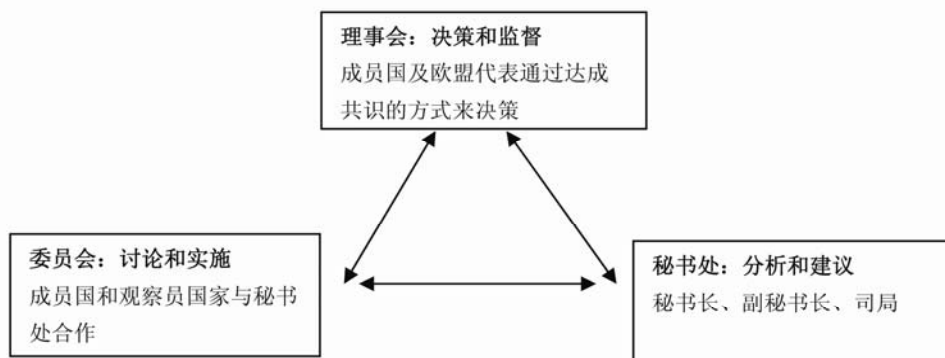 理事会：决策和监督
成员国及欧盟代表通过达成
共识的方式来决策
委员会：讨论和实施
成员国和观察员国家与秘书
处合作
秘书处：分析和建议
秘书长、副秘书长、司局